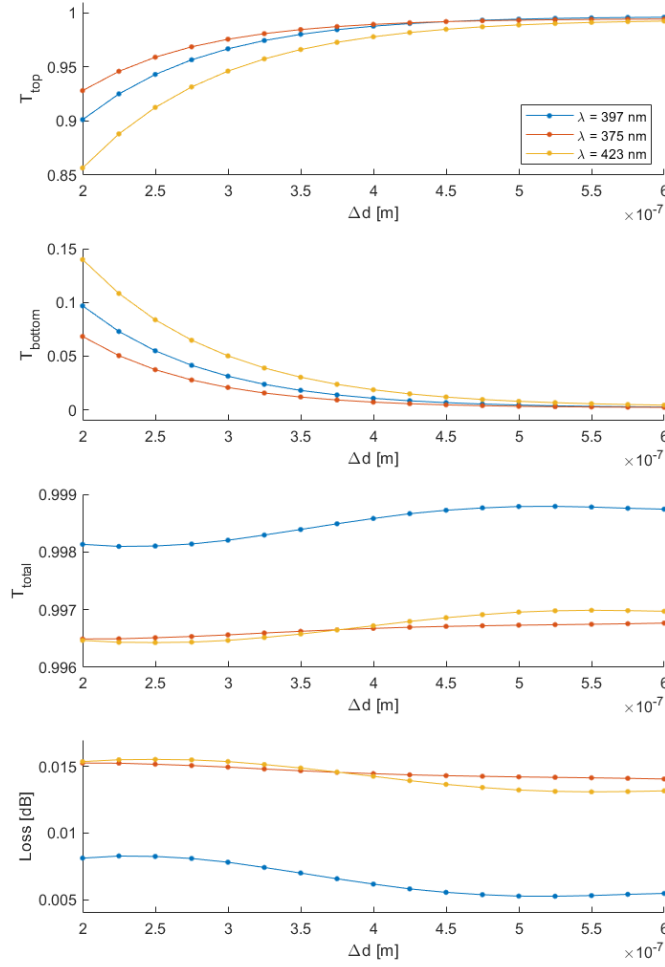 1
0.95
0.9
0.85
T_top
λ = 397 nm
λ = 375 nm
λ = 423 nm
2 2.5 3 3.5 4 4.5 5 5.5 6
Δd [m]
×10^-7
0.15
0.1
0.05
0
T_bottom
2 2.5 3 3.5 4 4.5 5 5.5 6
Δd [m]
×10^-7
0.999
0.998
0.997
0.996
T_total
2 2.5 3 3.5 4 4.5 5 5.5 6
Δd [m]
×10^-7
0.015
0.01
0.005
Loss [dB]
2 2.5 3 3.5 4 4.5 5 5.5 6
Δd [m]
×10^-7